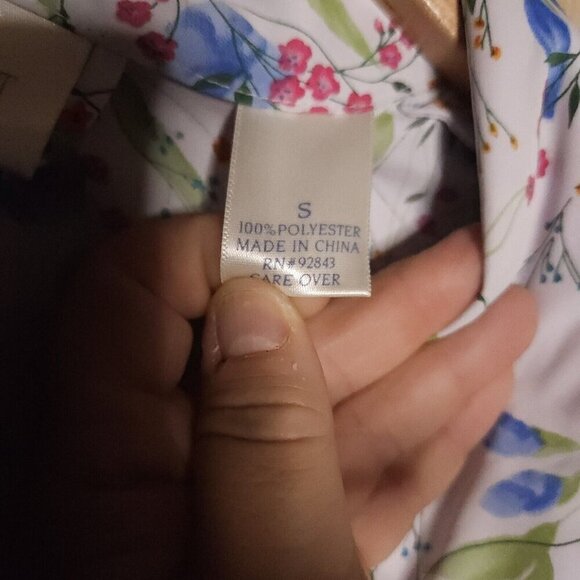 S
100% POLYESTER
MADE IN CHINA
RN# 92843
CARE OVER